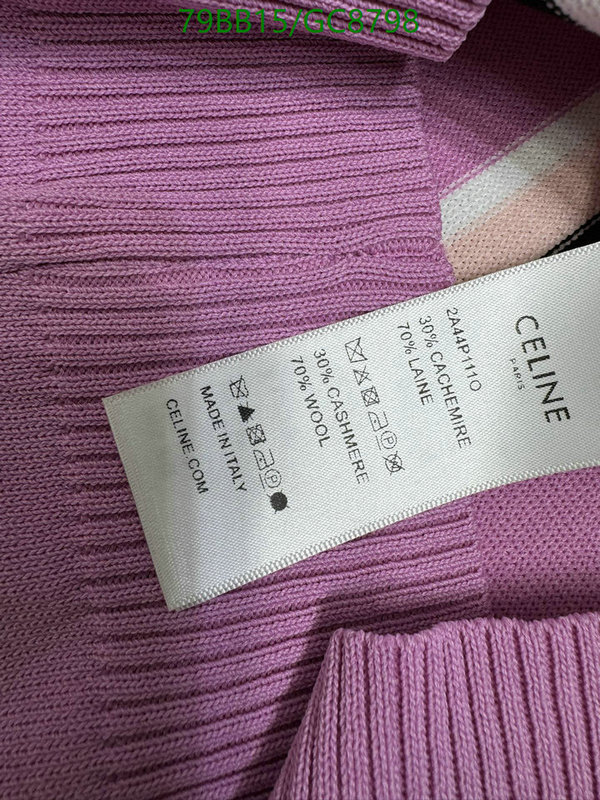 79BB15/GC8798
CELINE
PARIS
2A44P111O
30% CACHEMIRE
70% LAINE
30% CASHMERE
70% WOOL
MADE IN ITALY
CELINE.COM